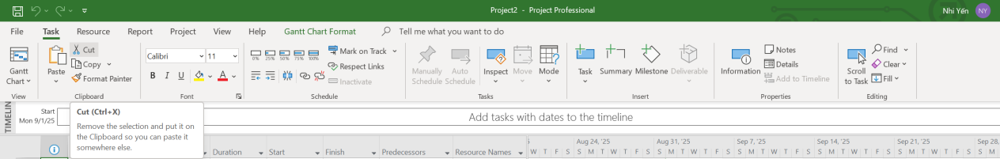 Project2 - Project Professional
Nhi Yến NY
File Task Resource Report Project View Help Gantt Chart Format Tell me what you want to do
Gantt
Chart
View
Paste
Cut
Copy
Format Painter
Clipboard
Calibri 11
B I U A
Font
0% 25% 50% 75% 100%
Mark on Track
Respect Links
Inactivate
Schedule
Manually
Schedule
Auto
Schedule
Inspect
Move
Mode
Tasks
Task
Summary
Milestone
Deliverable
Insert
Information
Notes
Details
Add to Timeline
Properties
Scroll
to Task
Find
Clear
Fill
Editing
TIMELIN
Start
Mon 9/1/25
Cut (Ctrl+X)
Remove the selection and put it on
the Clipboard so you can paste it
somewhere else.
Add tasks with dates to the timeline
Duration Start Finish Predecessors Resource Names
Aug 24, '25 Aug 31, '25 Sep 7, '25 Sep 14, '25 Sep 21, '25 Sep 28,
W T F S S M T W T F S S M T W T F S S M T W T F S S M T W T F S S M T W T F S S M